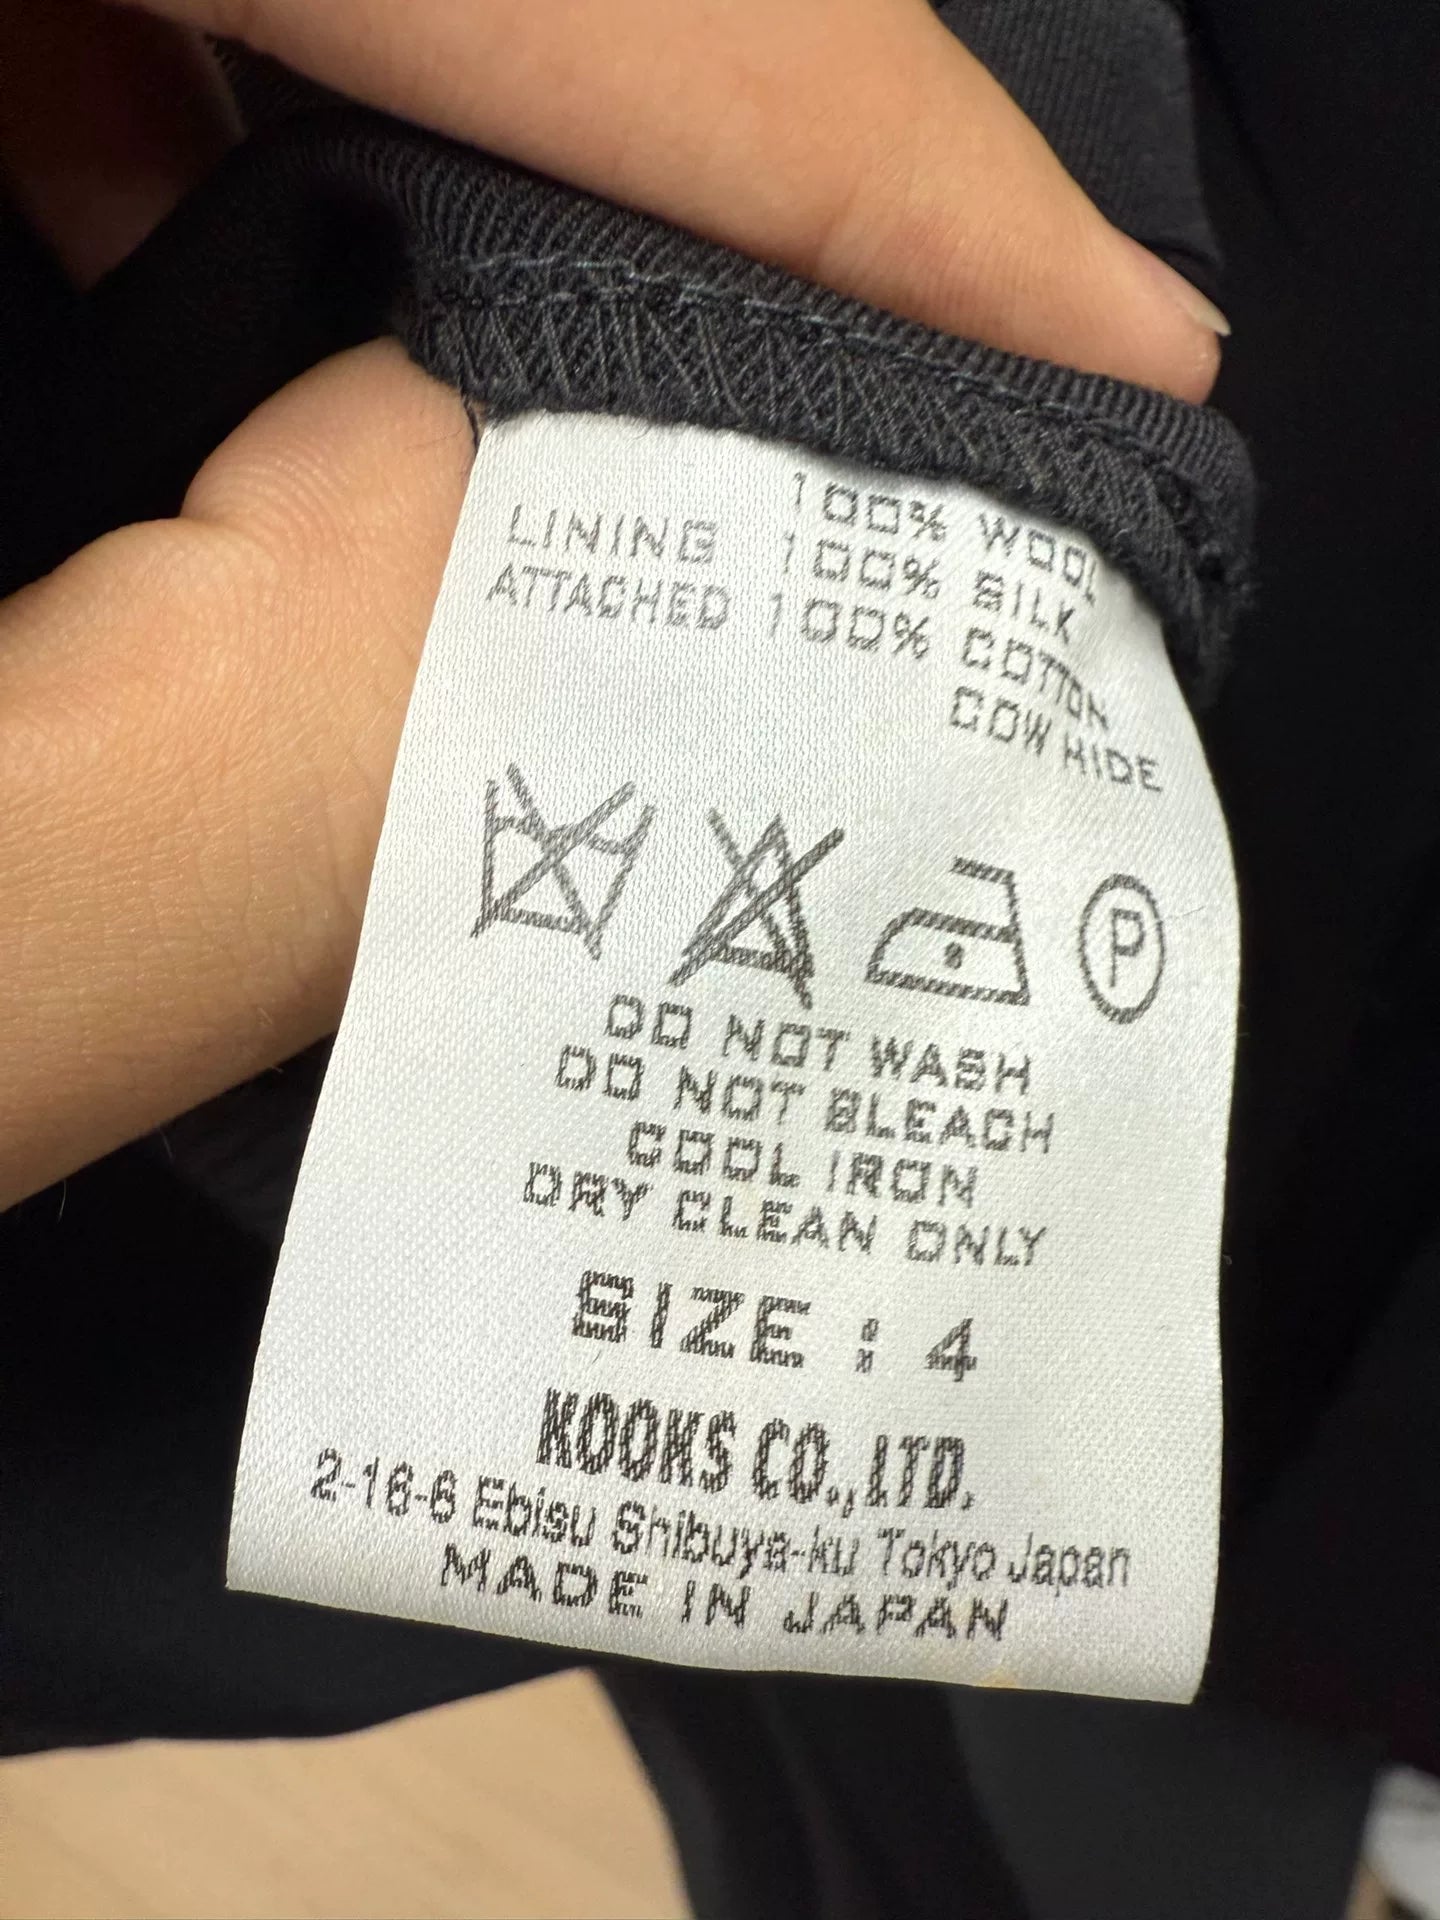 100% WOOL
LINING 100% SILK
ATTACHED 100% COTTON
COW HIDE
P
DO NOT WASH
DO NOT BLEACH
COOL IRON
DRY CLEAN ONLY
SIZE : 4
KOOKS CO., LTD.
2-16-6 Ebisu Shibuya-ku Tokyo Japan
MADE IN JAPAN